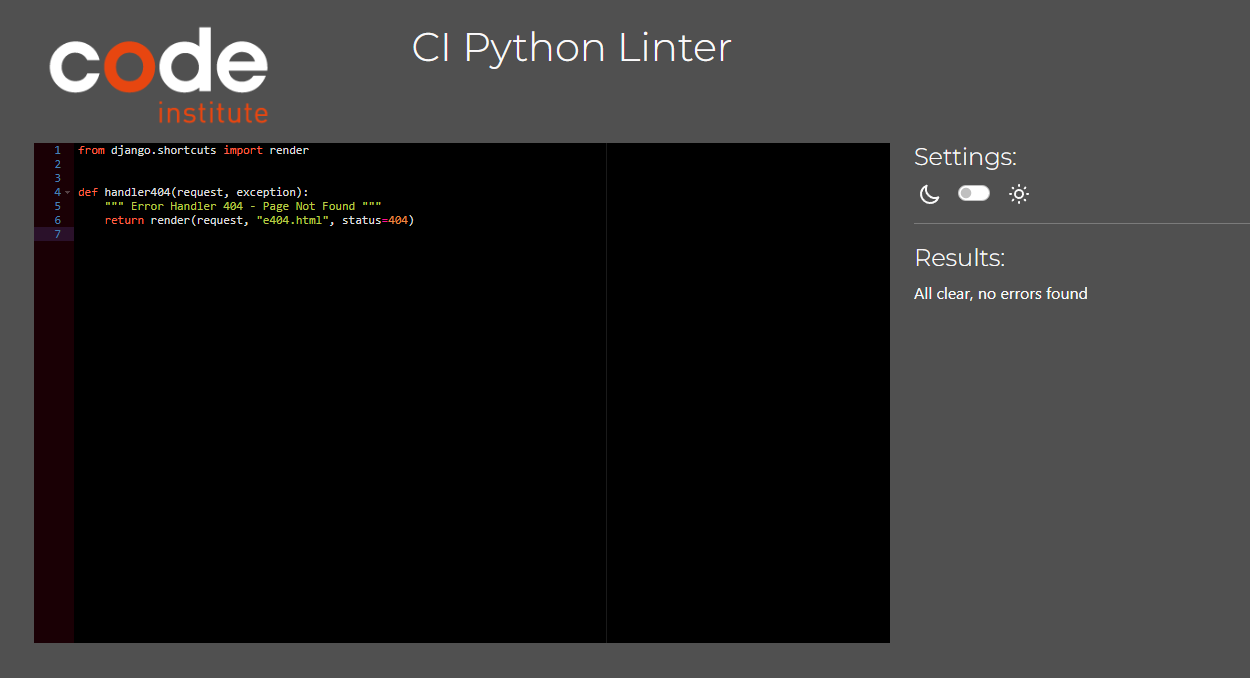 code
institute
CI Python Linter
1 from django.shortcuts import render
2
3
4 def handler404(request, exception):
5     """ Error Handler 404 - Page Not Found """
6     return render(request, "e404.html", status=404)
7
Settings:
Results:
All clear, no errors found